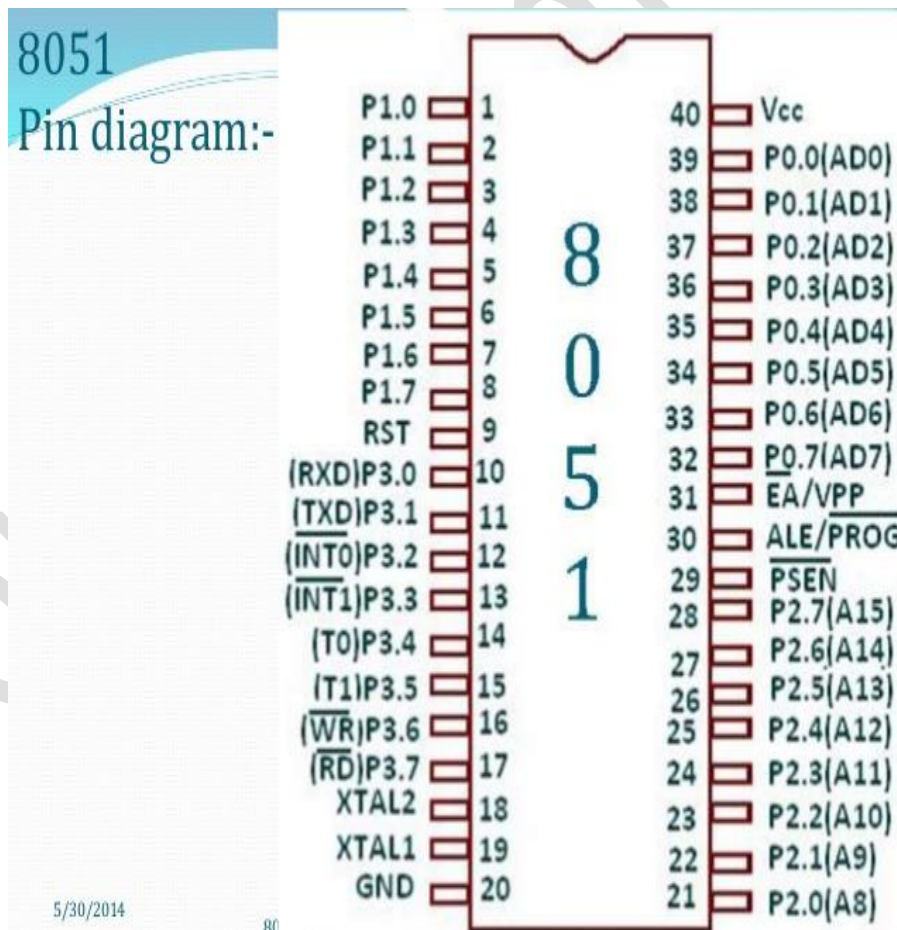 8051
Pin diagram:-
P1.0 1
P1.1 2
P1.2 3
P1.3 4
P1.4 5
P1.5 6
P1.6 7
P1.7 8
RST 9
(RXD)P3.0 10
(TXD)P3.1 11
(INT0)P3.2 12
(INT1)P3.3 13
(T0)P3.4 14
(T1)P3.5 15
(WR)P3.6 16
(RD)P3.7 17
XTAL2 18
XTAL1 19
GND 20
8
0
5
1
40 Vcc
39 P0.0(AD0)
38 P0.1(AD1)
37 P0.2(AD2)
36 P0.3(AD3)
35 P0.4(AD4)
34 P0.5(AD5)
33 P0.6(AD6)
32 P0.7(AD7)
31 EA/VPP
30 ALE/PROG
29 PSEN
28 P2.7(A15)
27 P2.6(A14)
26 P2.5(A13)
25 P2.4(A12)
24 P2.3(A11)
23 P2.2(A10)
22 P2.1(A9)
21 P2.0(A8)
5/30/2014